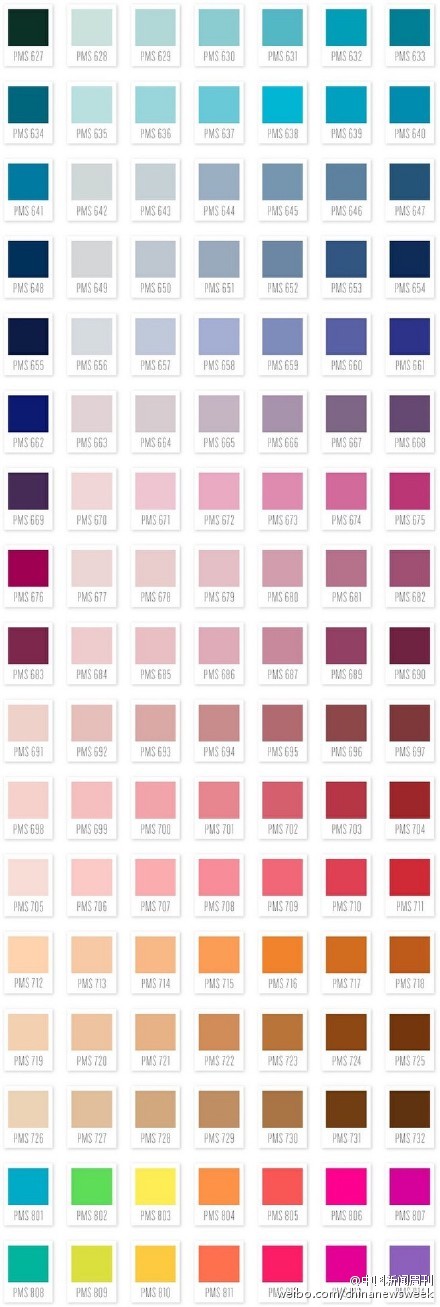 PMS 627 PMS 628 PMS 629 PMS 630 PMS 631 PMS 632 PMS 633
PMS 634 PMS 635 PMS 636 PMS 637 PMS 638 PMS 639 PMS 640
PMS 641 PMS 642 PMS 643 PMS 644 PMS 645 PMS 646 PMS 647
PMS 648 PMS 649 PMS 650 PMS 651 PMS 652 PMS 653 PMS 654
PMS 655 PMS 656 PMS 657 PMS 658 PMS 659 PMS 660 PMS 661
PMS 662 PMS 663 PMS 664 PMS 665 PMS 666 PMS 667 PMS 668
PMS 669 PMS 670 PMS 671 PMS 672 PMS 673 PMS 674 PMS 675
PMS 676 PMS 677 PMS 678 PMS 679 PMS 680 PMS 681 PMS 682
PMS 683 PMS 684 PMS 685 PMS 686 PMS 687 PMS 689 PMS 690
PMS 691 PMS 692 PMS 693 PMS 694 PMS 695 PMS 696 PMS 697
PMS 698 PMS 699 PMS 700 PMS 701 PMS 702 PMS 703 PMS 704
PMS 705 PMS 706 PMS 707 PMS 708 PMS 709 PMS 710 PMS 711
PMS 712 PMS 713 PMS 714 PMS 715 PMS 716 PMS 717 PMS 718
PMS 719 PMS 720 PMS 721 PMS 722 PMS 723 PMS 724 PMS 725
PMS 726 PMS 727 PMS 728 PMS 729 PMS 730 PMS 731 PMS 732
PMS 801 PMS 802 PMS 803 PMS 804 PMS 805 PMS 806 PMS 807
PMS 808 PMS 809 PMS 810 PMS 811
@中国新闻周刊
weibo.com/chinanewsweek